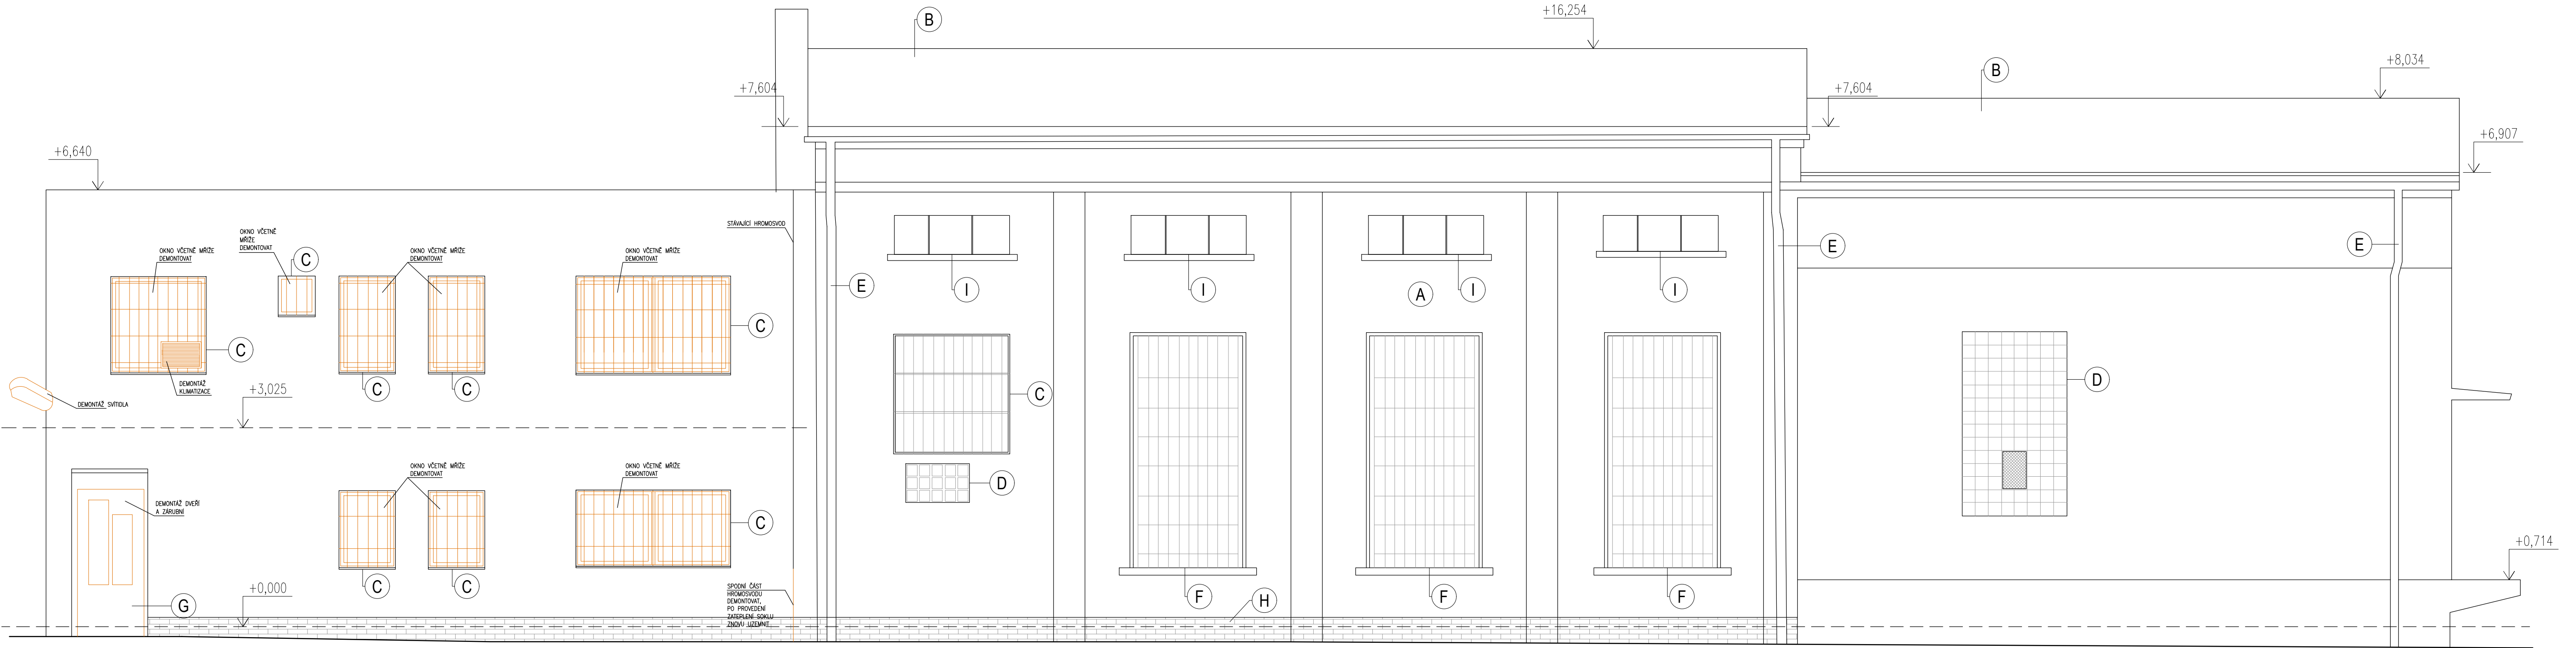 B
+16,254
+8,034
B
+7,604
+7,604
+6,907
+6,640
STÁVAJÍCÍ HROMOSVOD
OKNO VČETNĚ
MŘÍŽE
DEMONTOVAT
OKNO VČETNĚ MŘÍŽE
DEMONTOVAT
OKNO VČETNĚ MŘÍŽE
DEMONTOVAT
OKNO VČETNĚ MŘÍŽE
DEMONTOVAT
C
E
E
E
I
I
A
I
I
C
C
DEMONTÁŽ
KLIMATIZACE
C
C
C
D
+3,025
DEMONTÁŽ SVÍTIDLA
OKNO VČETNĚ MŘÍŽE
DEMONTOVAT
OKNO VČETNĚ MŘÍŽE
DEMONTOVAT
D
DEMONTÁŽ DVEŘÍ
A ZÁRUBNÍ
C
+0,714
C
C
+0,000
SPODNÍ ČÁST
HROMOSVODU
DEMONTOVAT,
PO PROVEDENÍ
ZATEPLENÍ SOKLU
ZNOVU UZEMNIT
G
F
H
F
F